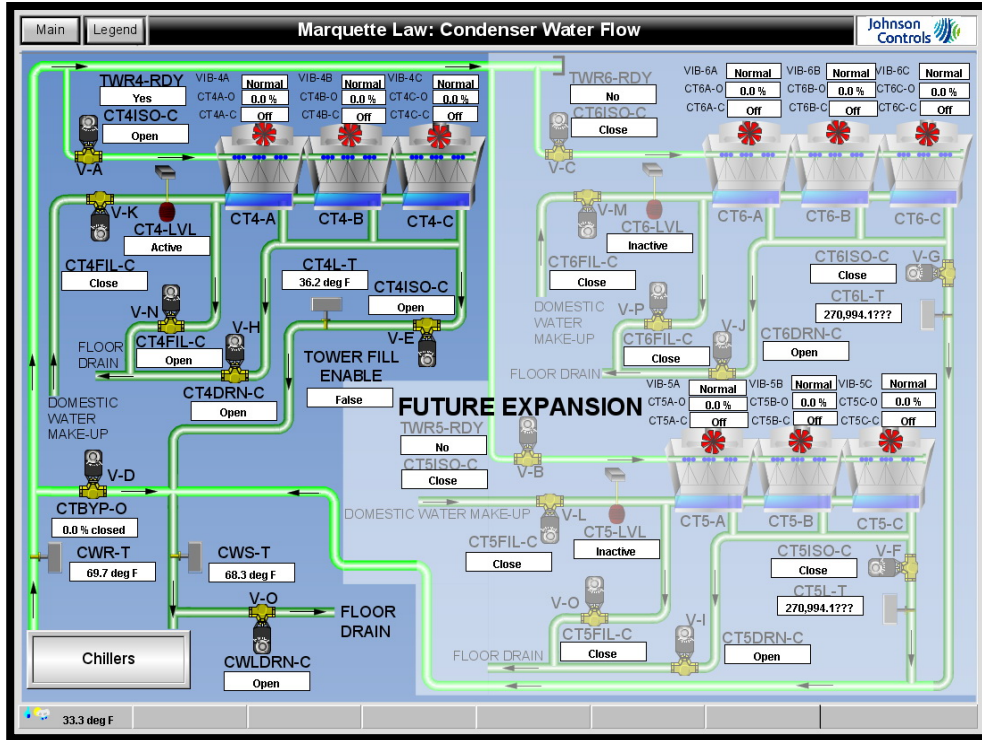 Main
Legend
Marquette Law: Condenser Water Flow
Johnson
Controls
TWR4-RDY
Yes
CT4ISO-C
Open
V-A
VIB-4A Normal
CT4A-O 0.0 %
CT4A-C Off
VIB-4B Normal
CT4B-O 0.0 %
CT4B-C Off
VIB-4C Normal
CT4C-O 0.0 %
CT4C-C Off
TWR6-RDY
No
CT6ISO-C
Close
V-C
VIB-6A Normal
CT6A-O 0.0 %
CT6A-C Off
VIB-6B Normal
CT6B-O 0.0 %
CT6B-C Off
VIB-6C Normal
CT6C-O 0.0 %
CT6C-C Off
V-K
CT4-LVL
Active
CT4-A
CT4-B
CT4-C
V-M
CT6-LVL
Inactive
CT6-A
CT6-B
CT6-C
CT4FIL-C
Close
CT4L-T
36.2 deg F
CT4ISO-C
Open
V-E
CT6FIL-C
Close
CT6ISO-C
Close
V-G
CT6L-T
270,994.1???
V-N
CT4FIL-C
Open
V-H
FLOOR
DRAIN
CT4DRN-C
Open
DOMESTIC
WATER
MAKE-UP
TOWER FILL
ENABLE
False
DOMESTIC
WATER
MAKE-UP
V-P
CT6FIL-C
Close
V-J
CT6DRN-C
Open
FLOOR DRAIN
FUTURE EXPANSION
VIB-5A Normal
CT5A-O 0.0 %
CT5A-C Off
VIB-5B Normal
CT5B-O 0.0 %
CT5B-C Off
VIB-5C Normal
CT5C-O 0.0 %
CT5C-C Off
TWR5-RDY
No
CT5ISO-C
Close
V-B
V-D
CTBYP-O
0.0 % closed
DOMESTIC WATER MAKE-UP
V-L
CT5-LVL
Inactive
CT5-A
CT5-B
CT5-C
CT5FIL-C
Close
CT5ISO-C
Close
V-F
CT5L-T
270,994.1???
CWR-T
69.7 deg F
CWS-T
68.3 deg F
V-O
FLOOR
DRAIN
CWLDRN-C
Open
V-O
CT5FIL-C
Close
V-I
CT5DRN-C
Open
FLOOR DRAIN
Chillers
33.3 deg F